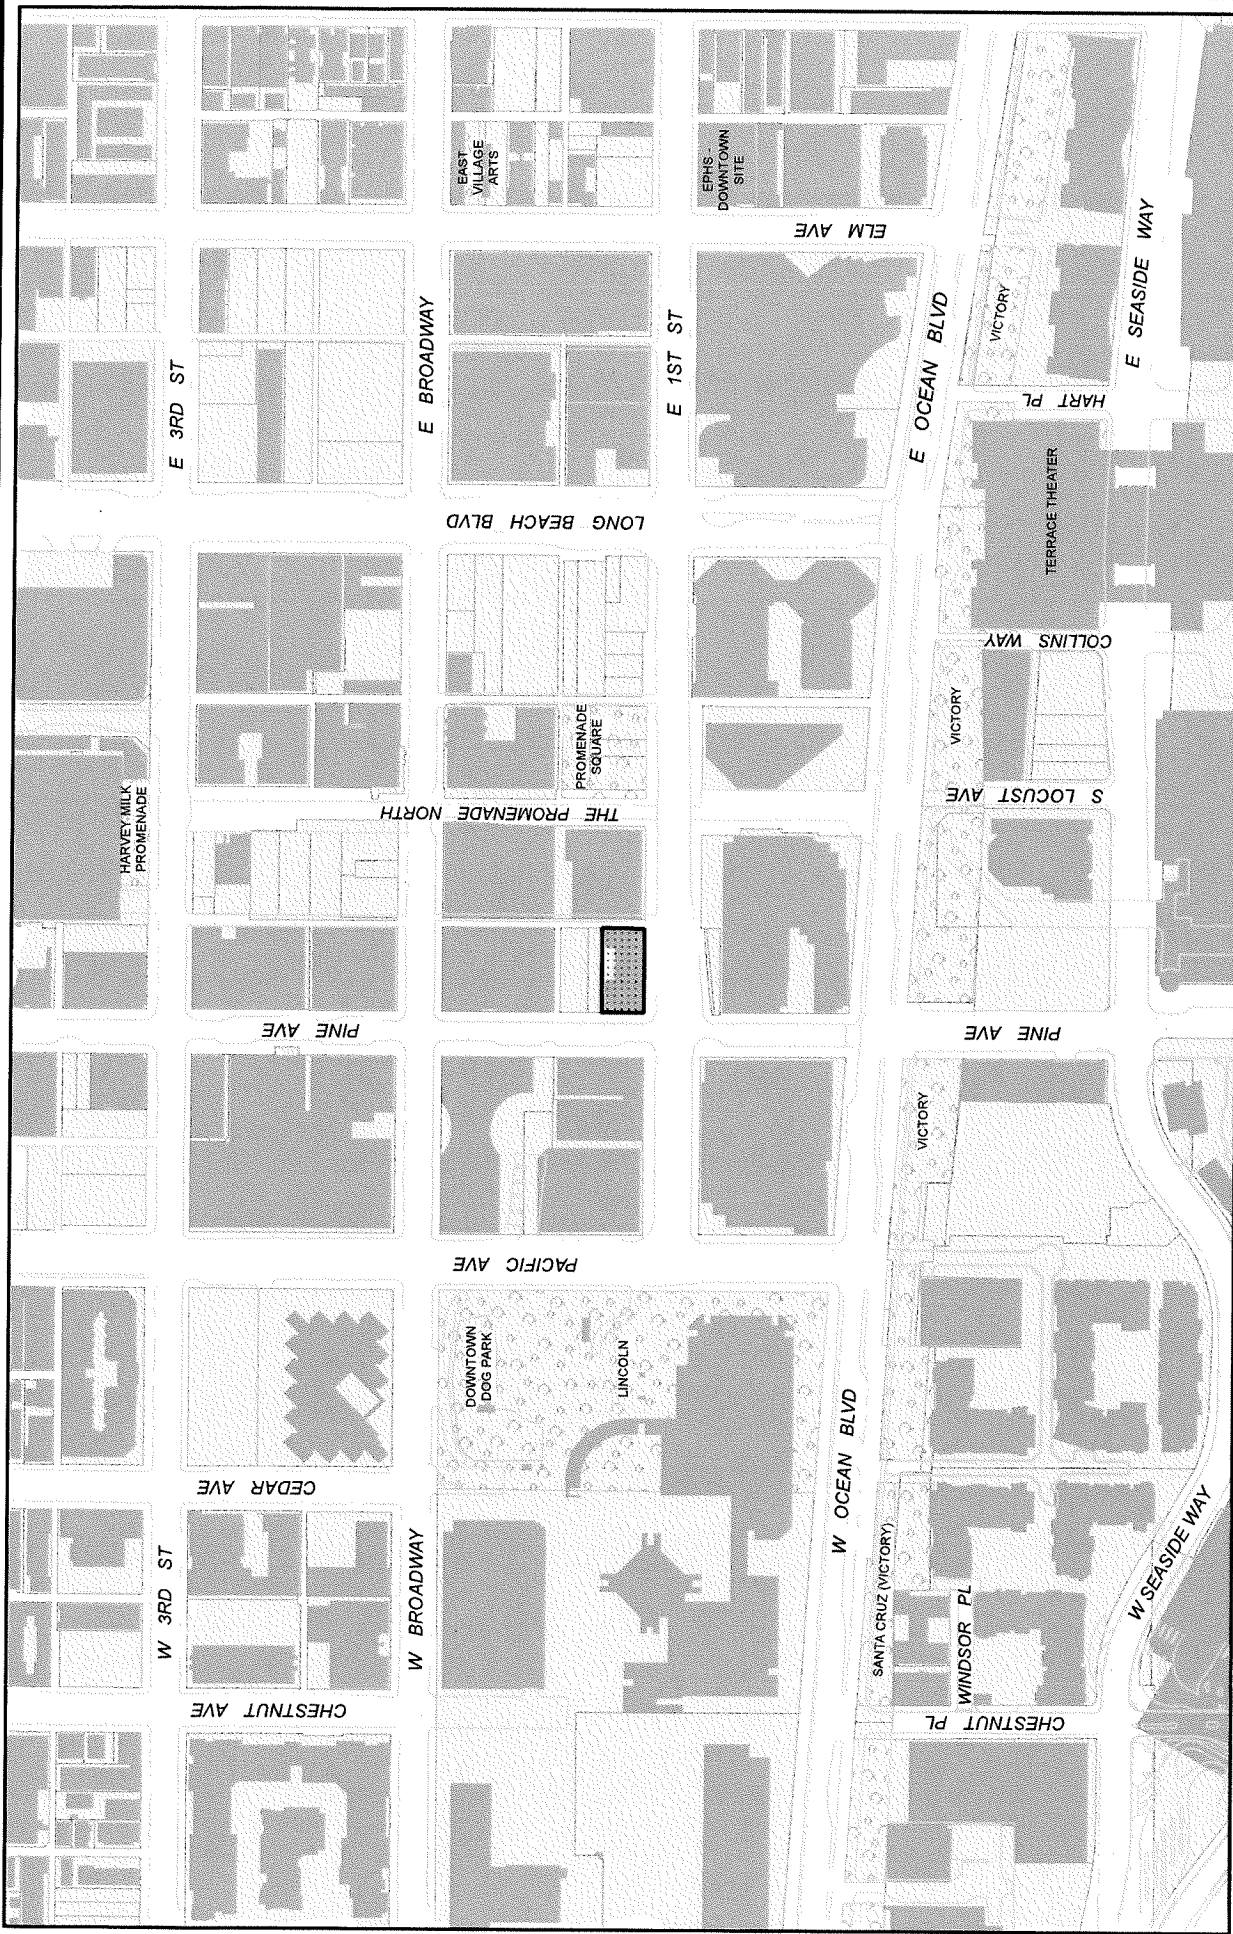 EAST
VILLAGE
ARTS
EPHS -
DOWNTOWN
SITE
ELM AVE
E 3RD ST
E BROADWAY
E 1ST ST
E OCEAN BLVD
VICTORY
E SEASIDE WAY
HART PL
LONG BEACH BLVD
TERRACE THEATER
COLLINS WAY
HARVEY MILK
PROMENADE
THE PROMENADE NORTH
PROMENADE
SQUARE
VICTORY
S LOCUST AVE
PINE AVE
PINE AVE
VICTORY
PACIFIC AVE
DOWNTOWN
DOG PARK
LINCOLN
CEDAR AVE
W 3RD ST
W BROADWAY
W OCEAN BLVD
SANTA CRUZ (VICTORY)
WINDSOR PL
W SEASIDE WAY
CHESTNUT AVE
CHESTNUT PL